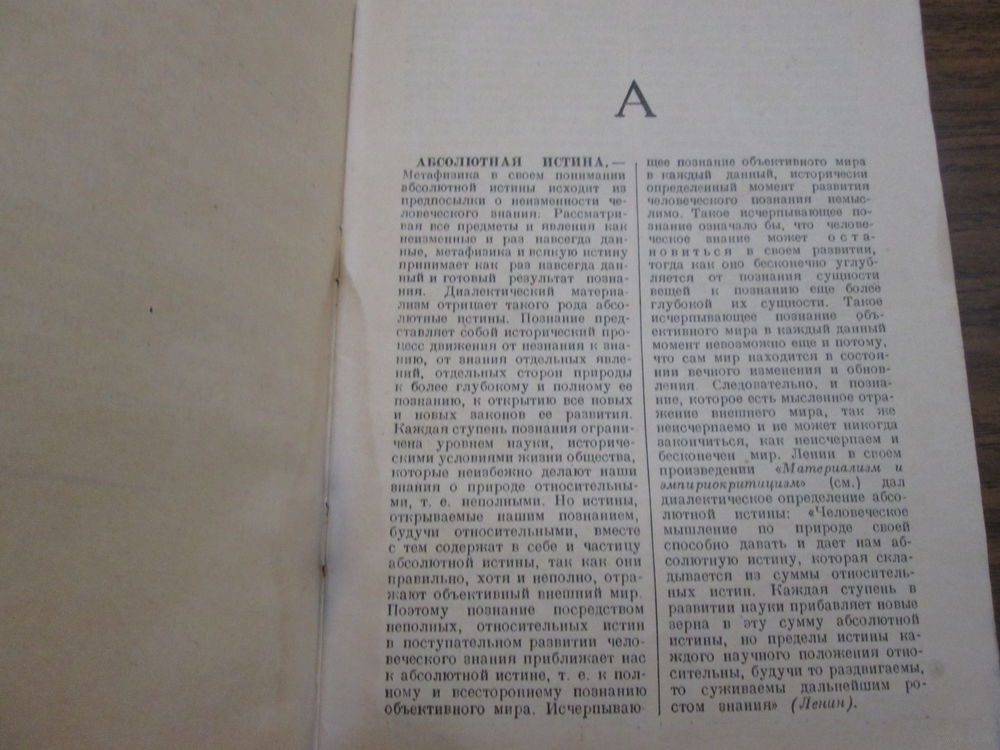 А
АБСОЛЮТНАЯ ИСТИНА,—
Метафизика в своем понимании
абсолютной истины исходит из
предпосылки о неизменности че-
ловеческого знания. Рассматри-
вая все предметы и явления как
неизменные и раз навсегда дан-
ные, метафизика и всякую истину
принимает как раз навсегда дан-
ный и готовый результат позна-
ния. Диалектический материа-
лизм отрицает такого рода абсо-
лютные истины. Познание пред-
ставляет собой исторический про-
цесс движения от незнания к зна-
нию, от знания отдельных явле-
ний, отдельных сторон природы
к более глубокому и полному ее
познанию, к открытию все новых
и новых законов ее развития.
Каждая ступень познания ограни-
чена уровнем науки, историче-
скими условиями жизни общества,
которые неизбежно делают наши
знания о природе относительны-
ми, т. е. неполными. Но истины,
открываемые нашим познанием,
будучи относительными, вместе
с тем содержат в себе и частицу
абсолютной истины, так как они
правильно, хотя и неполно, отра-
жают объективный внешний мир.
Поэтому познание посредством
неполных, относительных истин
в поступательном развитии чело-
веческого знания приближает нас
к абсолютной истине, т. е. к пол-
ному и всестороннему познанию
объективного мира. Исчерпываю-
щее познание объективного мира
в каждый данный, исторически
определенный момент развития
человеческого познания немыс-
лимо. Такое исчерпывающее по-
знание означало бы, что челове-
ческое знание может оста-
новиться в своем развитии,
тогда как оно бесконечно углуб-
ляется от познания сущности
вещей к познанию еще более
глубокой их сущности. Такое
исчерпывающее познание объ-
ективного мира в каждый данный
момент невозможно еще и потому,
что сам мир находится в состоя-
нии вечного изменения и обнов-
ления. Следовательно, и позна-
ние, которое есть мысленное отра-
жение внешнего мира, так же
неисчерпаемо и не может никогда
закончиться, как неисчерпаем и
бесконечен мир. Ленин в своем
произведении «Материализм и
эмпириокритицизм» (см.) дал
диалектическое определение абсо-
лютной истины: «Человеческое
мышление по природе своей
способно давать и дает нам аб-
солютную истину, которая скла-
дывается из суммы относитель-
ных истин. Каждая ступень в
развитии науки прибавляет новые
зерна в эту сумму абсолютной
истины, но пределы истины ка-
ждого научного положения отно-
сительны, будучи то раздвигаемы,
то суживаемы дальнейшим ро-
стом знания» (Ленин).